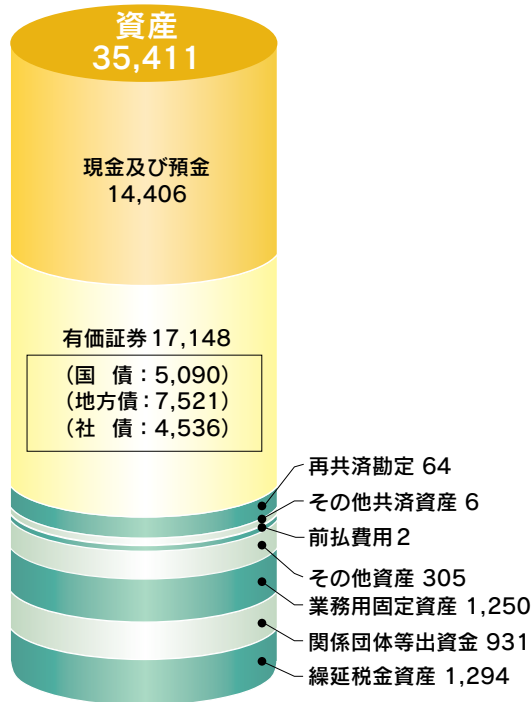 資産
35,411
現金及び預金
14,406
有価証券 17,148
(国 債:5,090)
(地方債:7,521)
(社 債:4,536)
再共済勘定 64
その他共済資産 6
前払費用 2
その他資産 305
業務用固定資産 1,250
関係団体等出資金 931
繰延税金資産 1,294